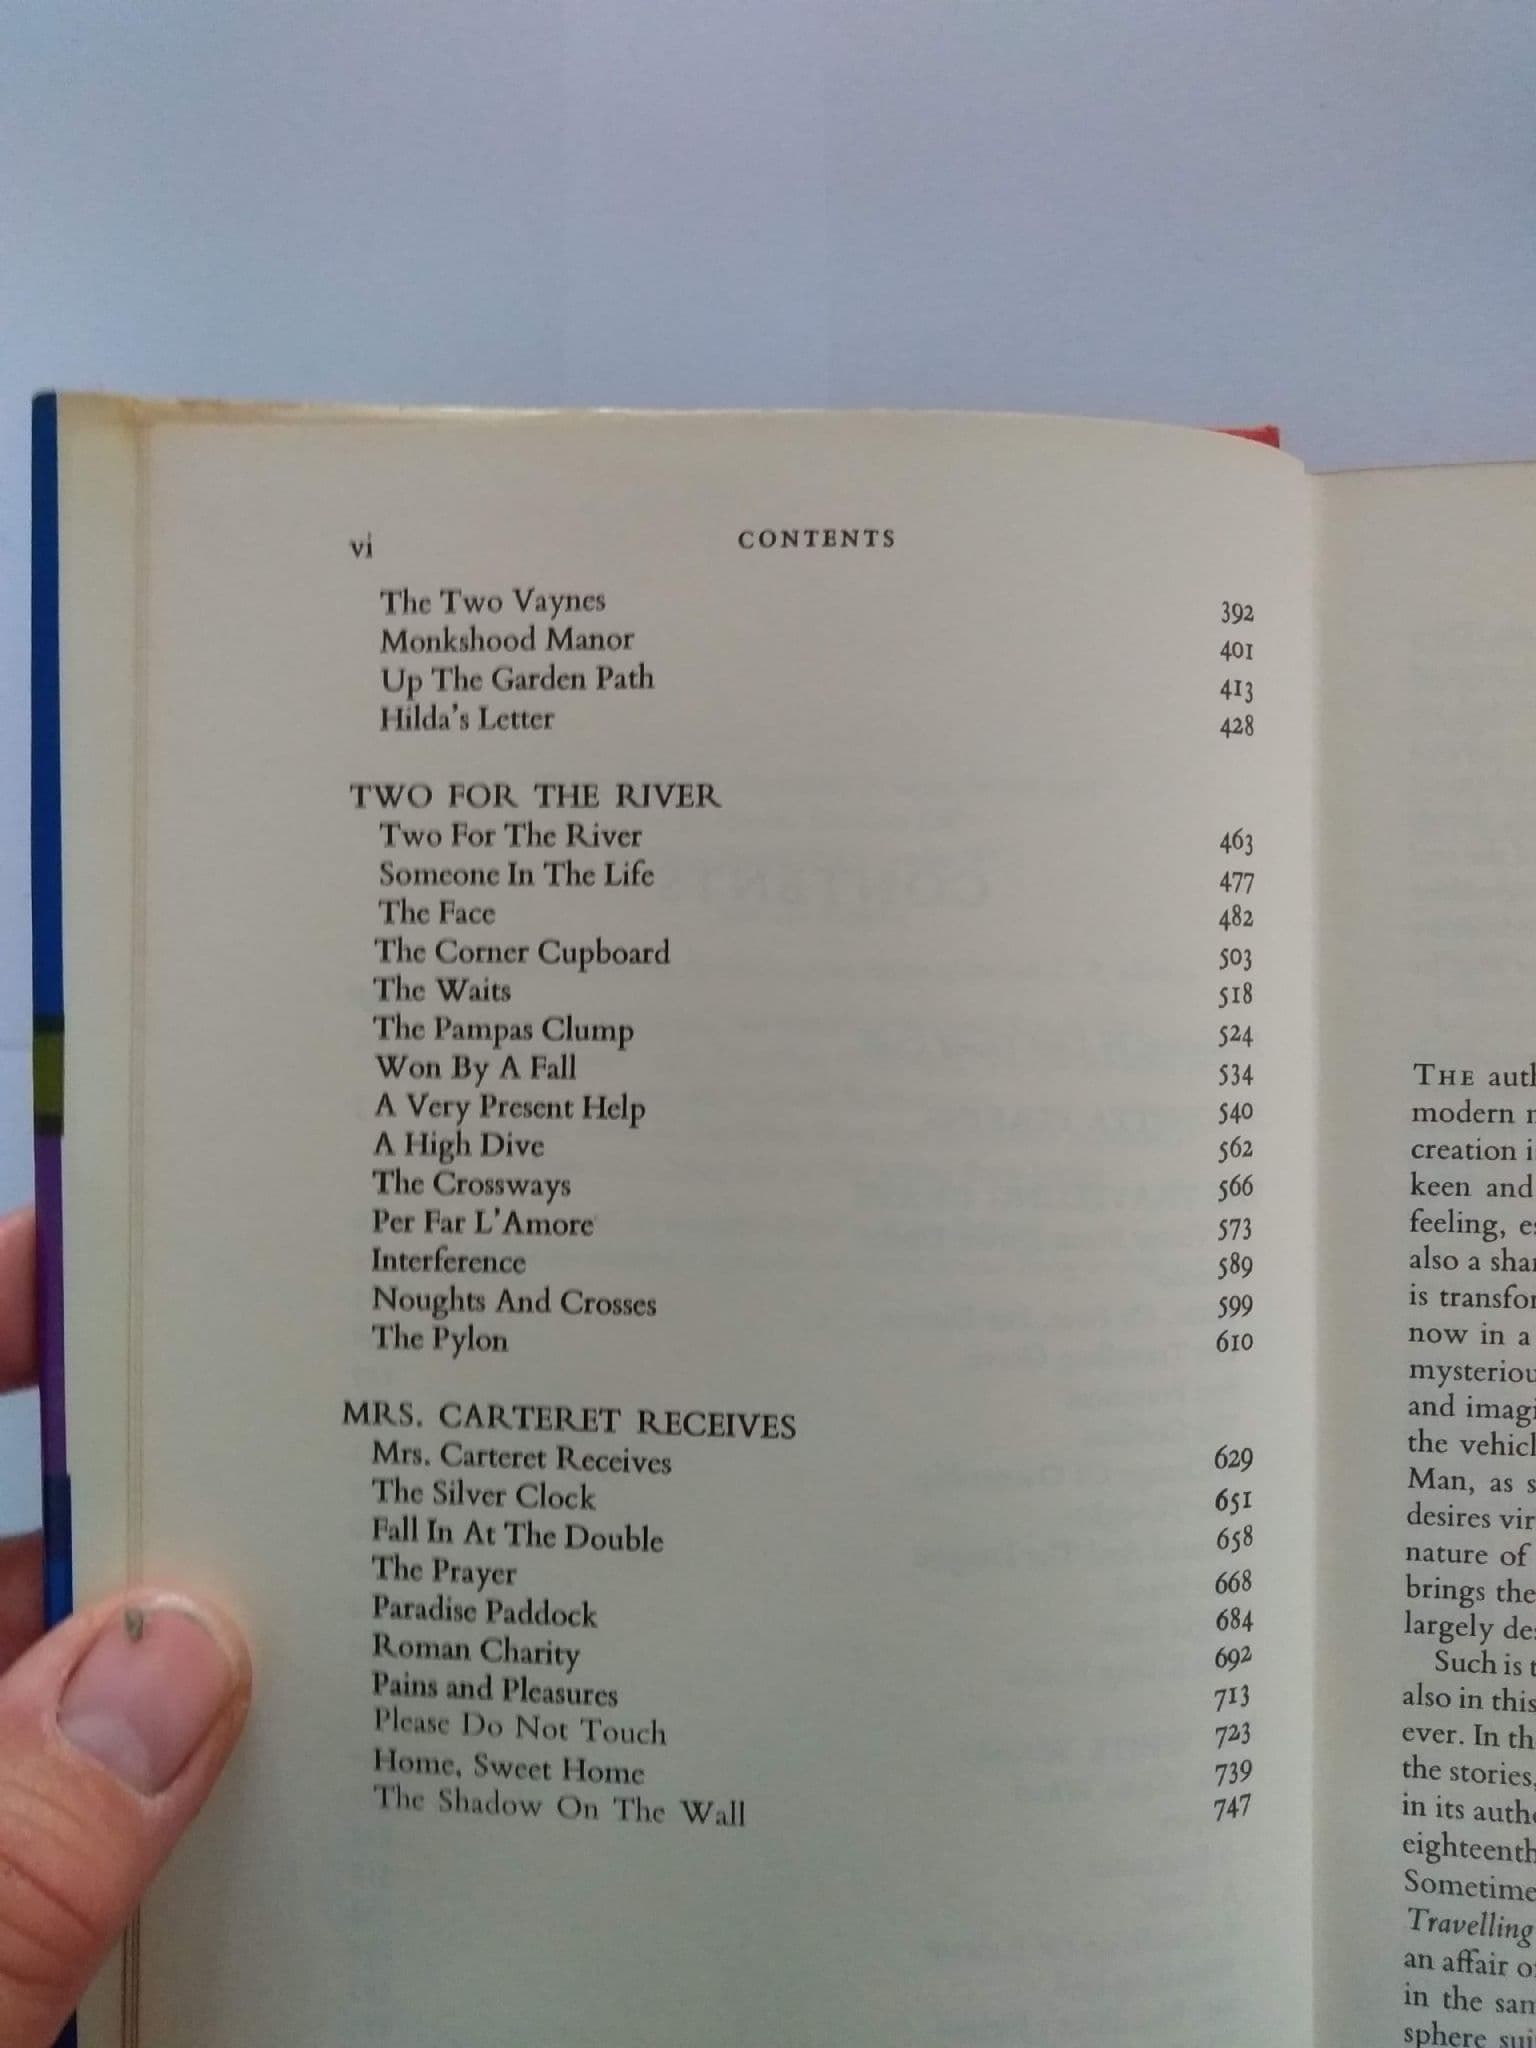 vi CONTENTS
The Two Vaynes 392
Monkshood Manor 401
Up The Garden Path 413
Hilda's Letter 428
TWO FOR THE RIVER
Two For The River 463
Someone In The Life 477
The Face 482
The Corner Cupboard 503
The Waits 518
The Pampas Clump 524
Won By A Fall 534
A Very Present Help 540
A High Dive 562
The Crossways 566
Per Far L'Amore 573
Interference 589
Noughts And Crosses 599
The Pylon 610
MRS. CARTERET RECEIVES
Mrs. Carteret Receives 629
The Silver Clock 651
Fall In At The Double 658
The Prayer 668
Paradise Paddock 684
Roman Charity 692
Pains and Pleasures 713
Please Do Not Touch 723
Home, Sweet Home 739
The Shadow On The Wall 747
THE
modern
creation
keen and
feeling,
also a
is
now in a
and
the
Man, as
desires
nature of
brings the
largely
Such is
also in this
ever. In
the stories,
in its
eighteenth
Travelling
an affair
in the
sphere